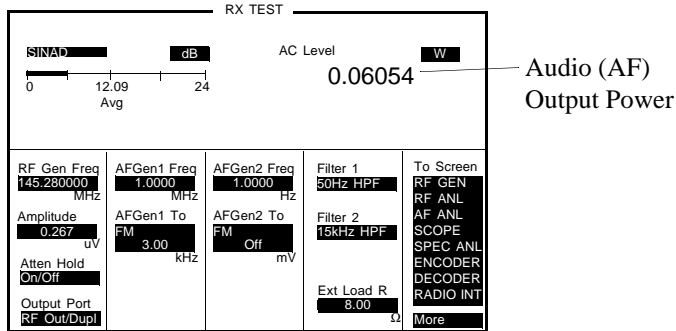 RX TEST
SINAD
dB
AC Level
W
0.06054
Audio (AF)
Output Power
0
12.09
24
Avg
RF Gen Freq
145.280000
MHz
Amplitude
0.267
uV
Atten Hold
On/Off
Output Port
RF Out/Dupl
AFGen1 Freq
1.0000
MHz
AFGen1 To
FM
3.00
kHz
AFGen2 Freq
1.0000
Hz
AFGen2 To
FM
Off
mV
Filter 1
50Hz HPF
Filter 2
15kHz HPF
Ext Load R
8.00
Ω
To Screen
RF GEN
RF ANL
AF ANL
SCOPE
SPEC ANL
ENCODER
DECODER
RADIO INT
More